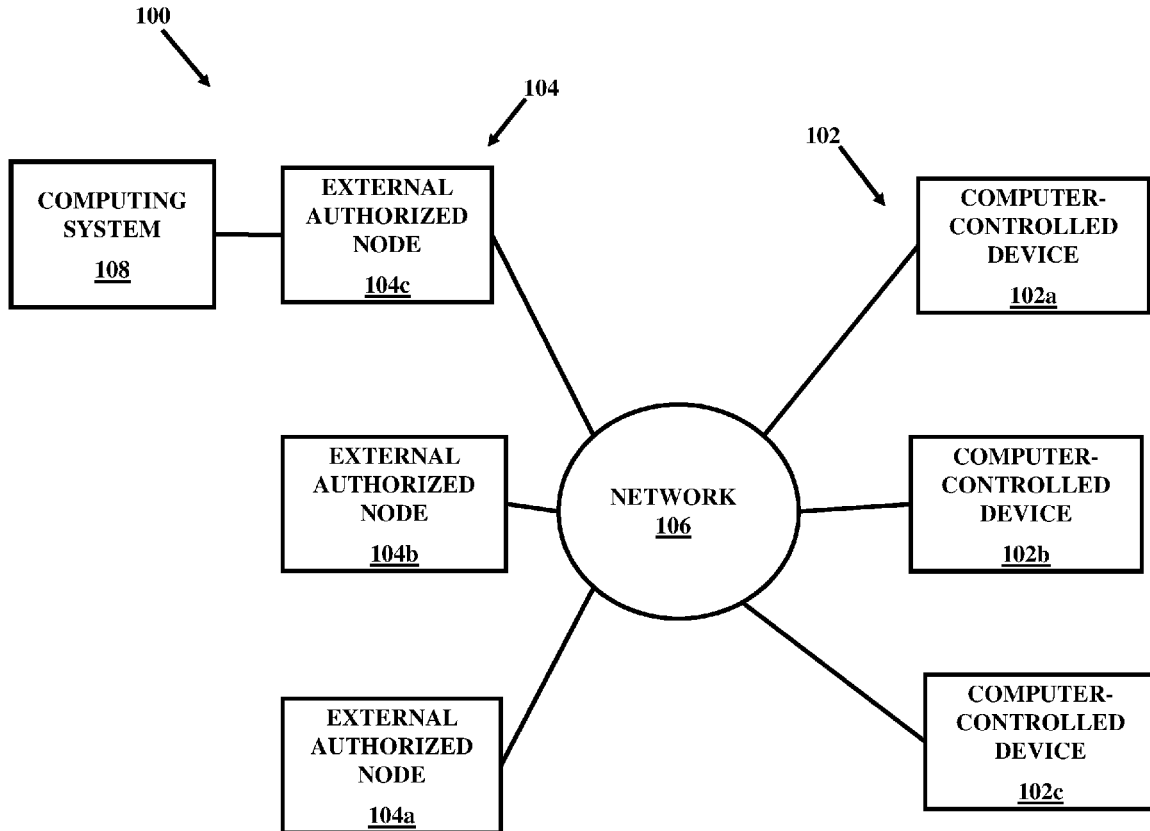 100
104
102
COMPUTING
SYSTEM
108
EXTERNAL
AUTHORIZED
NODE
104c
COMPUTER-
CONTROLLED
DEVICE
102a
EXTERNAL
AUTHORIZED
NODE
104b
NETWORK
106
COMPUTER-
CONTROLLED
DEVICE
102b
EXTERNAL
AUTHORIZED
NODE
104a
COMPUTER-
CONTROLLED
DEVICE
102c